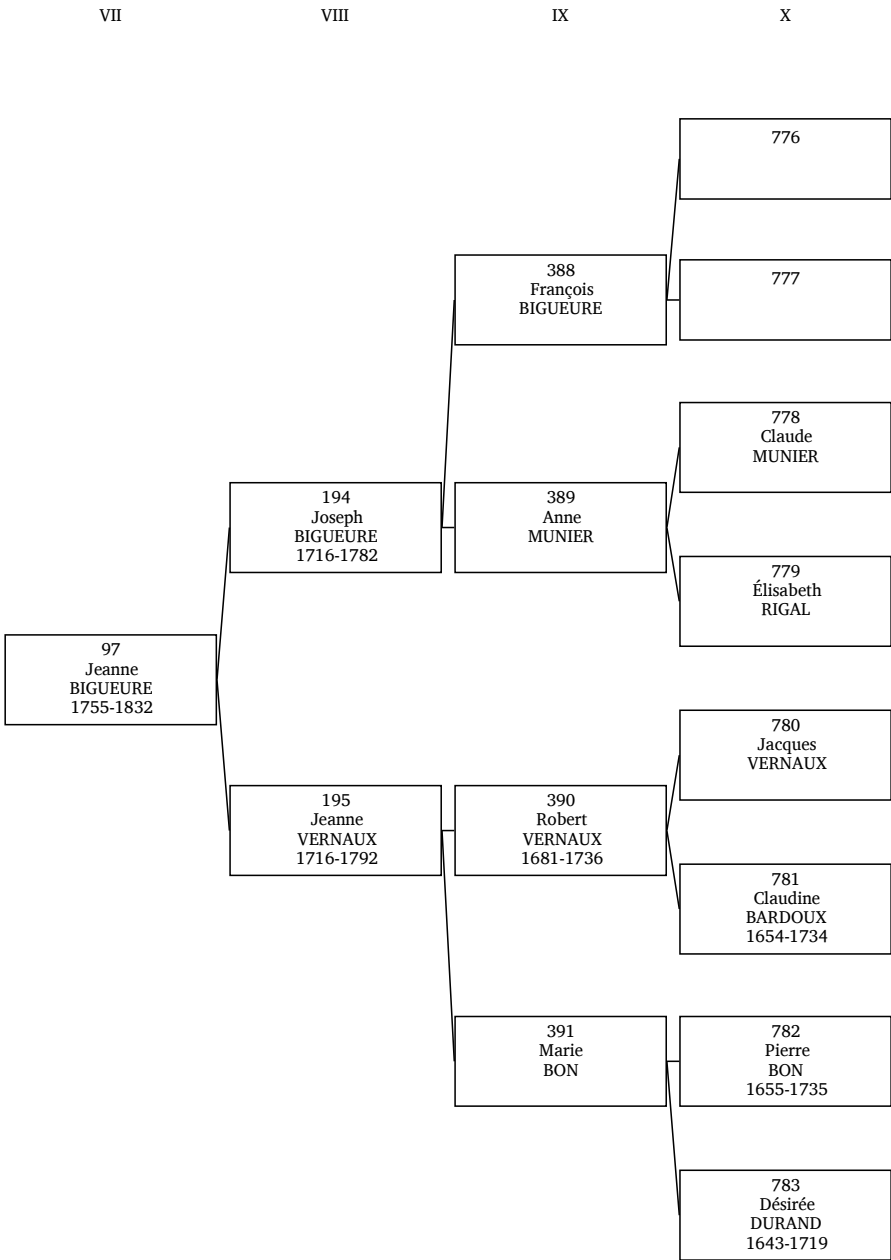 VII VIII IX X
776
388
François
BIGUEURE
777
778
Claude
MUNIER
194
Joseph
BIGUEURE
1716-1782
389
Anne
MUNIER
779
Élisabeth
RIGAL
97
Jeanne
BIGUEURE
1755-1832
780
Jacques
VERNAUX
195
Jeanne
VERNAUX
1716-1792
390
Robert
VERNAUX
1681-1736
781
Claudine
BARDOUX
1654-1734
391
Marie
BON
782
Pierre
BON
1655-1735
783
Désirée
DURAND
1643-1719